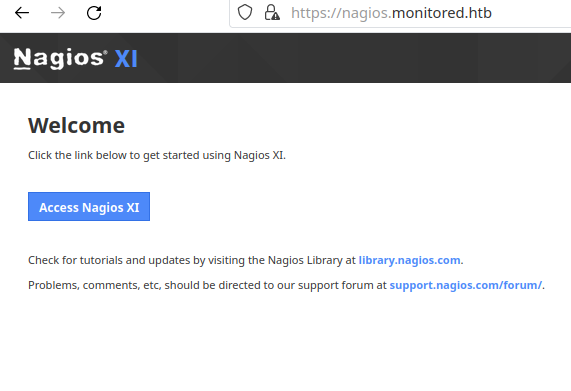 https://nagios.monitored.htb
Nagios® XI
Welcome
Click the link below to get started using Nagios XI.
Access Nagios XI
Check for tutorials and updates by visiting the Nagios Library at library.nagios.com.
Problems, comments, etc, should be directed to our support forum at support.nagios.com/forum/.